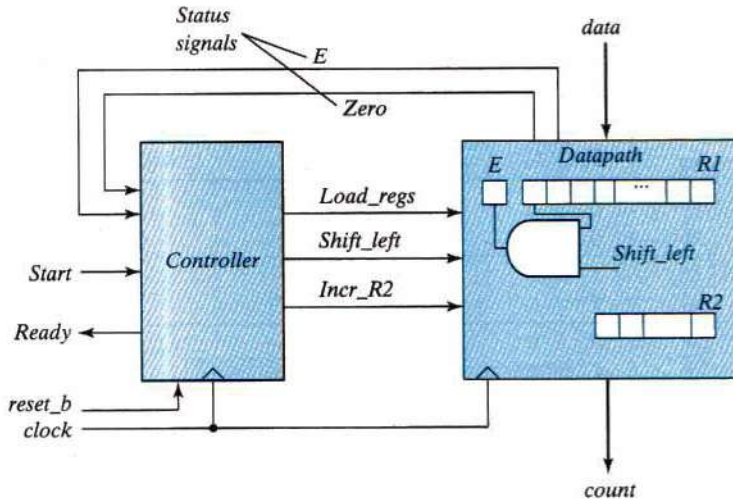 Status
signals
E
Zero
data
Datapath
E
R1
...
Load_regs
Shift_left
Incr_R2
Controller
Shift_left
R2
Start
Ready
reset_b
clock
count